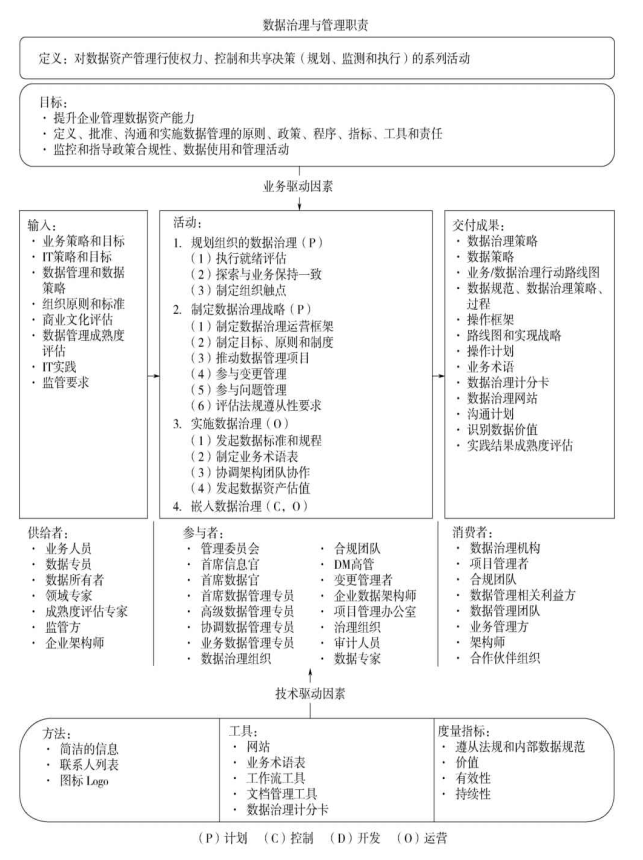 数据治理与管理职责
定义：对数据资产管理行使权力、控制和共享决策（规划、监测和执行）的系列活动
目标：
· 提升企业管理数据资产能力
· 定义、批准、沟通和实施数据管理的原则、政策、程序、指标、工具和责任
· 监控和指导政策合规性、数据使用和管理活动
业务驱动因素
输入：
· 业务策略和目标
· IT策略和目标
· 数据管理和数据
策略
· 组织原则和标准
· 商业文化评估
· 数据管理成熟度
评估
· IT实践
· 监管要求
活动：
1. 规划组织的数据治理（P）
（1）执行就绪评估
（2）探索与业务保持一致
（3）制定组织触点
2. 制定数据治理战略（P）
（1）制定数据治理运营框架
（2）制定目标、原则和制度
（3）推动数据管理项目
（4）参与变更管理
（5）参与问题管理
（6）评估法规遵从性要求
3. 实施数据治理（O）
（1）发起数据标准和规程
（2）制定业务术语表
（3）协调架构团队协作
（4）发起数据资产估值
4. 嵌入数据治理（C，O）
交付成果：
· 数据治理策略
· 数据策略
· 业务/数据治理行动路线图
· 数据规范、数据治理策略、
过程
· 操作框架
· 路线图和实现战略
· 操作计划
· 业务术语
· 数据治理计分卡
· 数据治理网站
· 沟通计划
· 识别数据价值
· 实践结果成熟度评估
供给者：
· 业务人员
· 数据专员
· 数据所有者
· 领域专家
· 成熟度评估专家
· 监管方
· 企业架构师
参与者：
· 管理委员会
· 首席信息官
· 首席数据官
· 首席数据管理专员
· 高级数据管理专员
· 协调数据管理专员
· 业务数据管理专员
· 数据治理组织
· 合规团队
· DM高管
· 变更管理者
· 企业数据架构师
· 项目管理办公室
· 治理组织
· 审计人员
· 数据专家
消费者：
· 数据治理机构
· 项目管理者
· 合规团队
· 数据管理相关利益方
· 数据管理团队
· 业务管理方
· 架构师
· 合作伙伴组织
技术驱动因素
方法：
· 简洁的信息
· 联系人列表
· 图标 Logo
工具：
· 网站
· 业务术语表
· 工作流工具
· 文档管理工具
· 数据治理计分卡
度量指标：
· 遵从法规和内部数据规范
· 价值
· 有效性
· 持续性
（P）计划 （C）控制 （D）开发 （O）运营